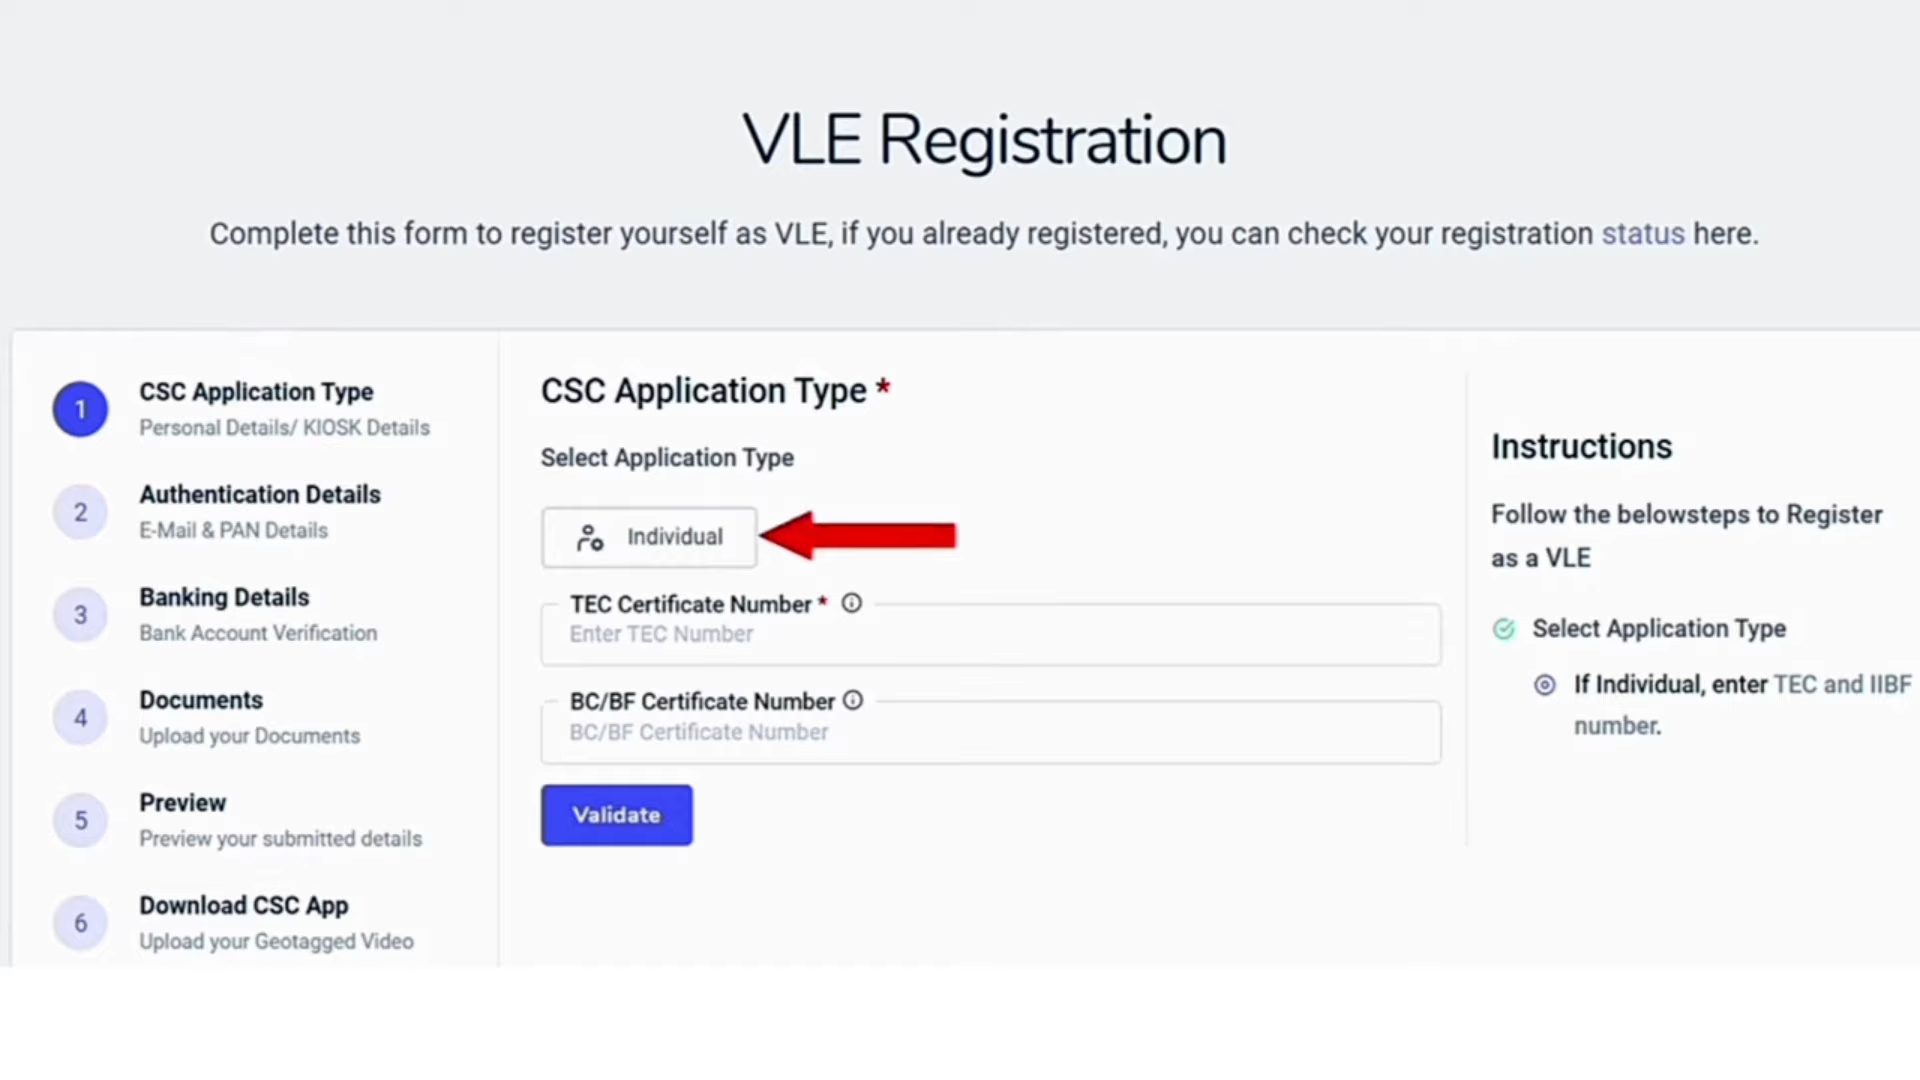 VLE Registration
Complete this form to register yourself as VLE, if you already registered, you can check your registration status here.
1
CSC Application Type
Personal Details/ KIOSK Details
2
Authentication Details
E-Mail & PAN Details
3
Banking Details
Bank Account Verification
4
Documents
Upload your Documents
5
Preview
Preview your submitted details
6
Download CSC App
Upload your Geotagged Video
CSC Application Type *
Select Application Type
Individual
TEC Certificate Number *
Enter TEC Number
BC/BF Certificate Number
BC/BF Certificate Number
Validate
Instructions
Follow the belowsteps to Register
as a VLE
Select Application Type
If Individual, enter TEC and IIBF
number.